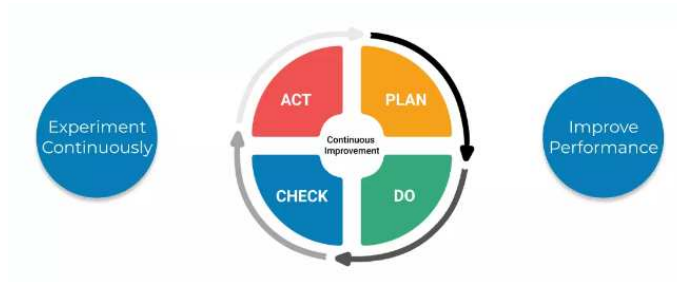 Experiment
Continuously
ACT
PLAN
Continuous
Improvement
CHECK
DO
Improve
Performance